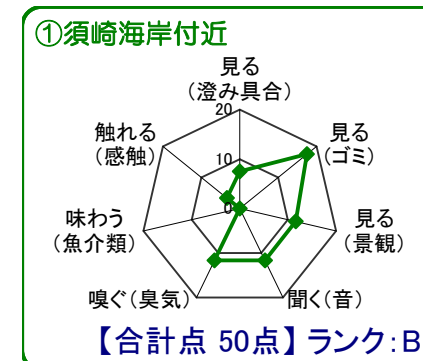 ①須崎海岸付近
見る
(澄み具合)
20
触れる
(感触)
見る
(ゴミ)
10
味わう
(魚介類)
0
見る
(景観)
嗅ぐ(臭気)
聞く(音)
【合計点 50点】ランク:B